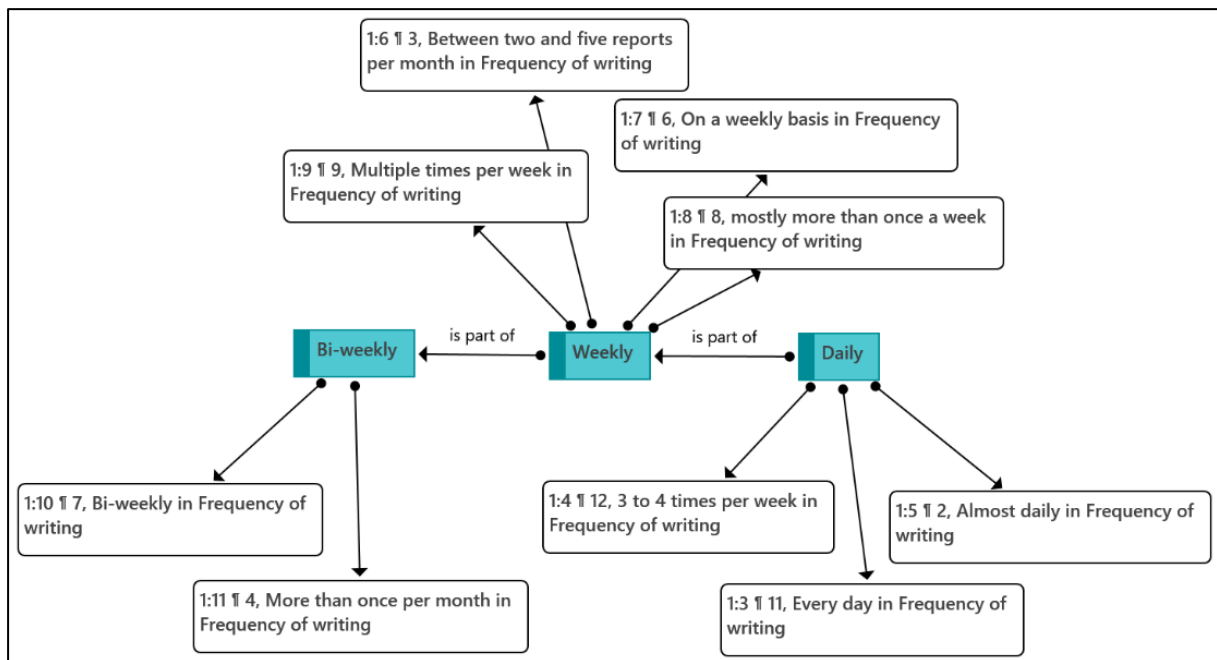 1:6 ¶ 3, Between two and five reports
per month in Frequency of writing
1:7 ¶ 6, On a weekly basis in Frequency
of writing
1:9 ¶ 9, Multiple times per week in
Frequency of writing
1:8 ¶ 8, mostly more than once a week
in Frequency of writing
Bi-weekly
is part of
Weekly
is part of
Daily
1:10 ¶ 7, Bi-weekly in Frequency of
writing
1:4 ¶ 12, 3 to 4 times per week in
Frequency of writing
1:5 ¶ 2, Almost daily in Frequency of
writing
1:11 ¶ 4, More than once per month in
Frequency of writing
1:3 ¶ 11, Every day in Frequency of
writing